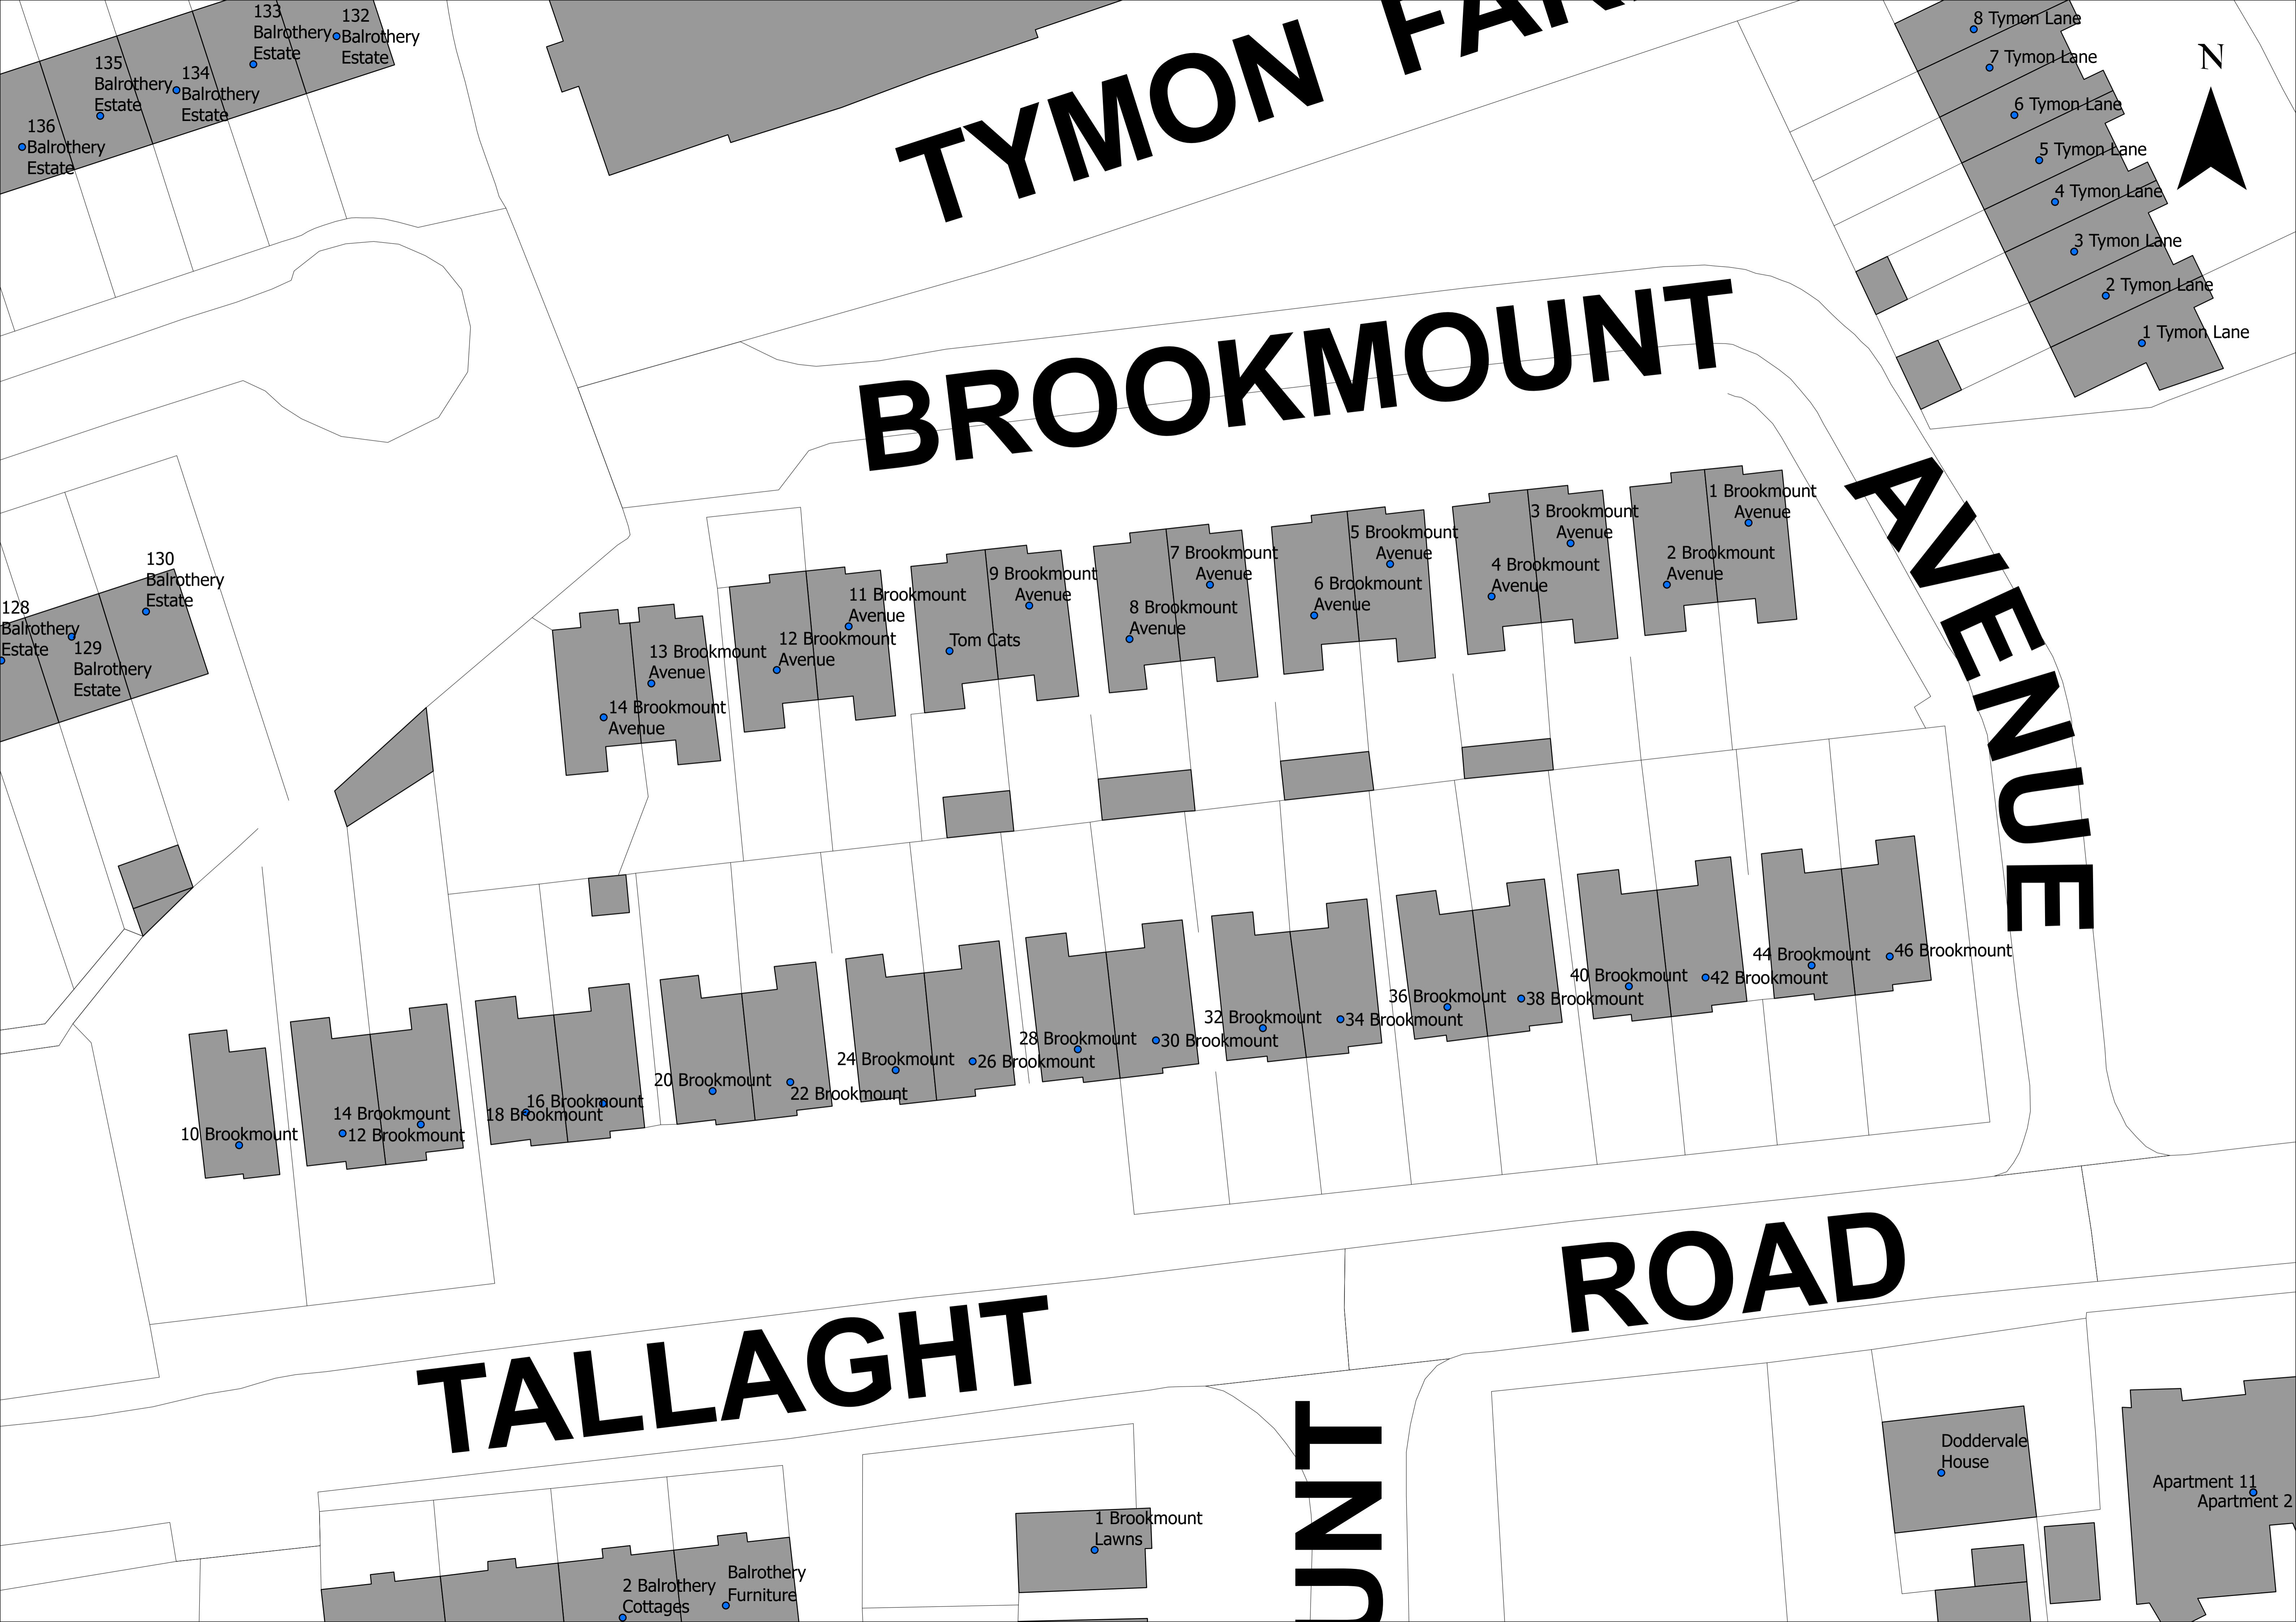 133
Balrothery
Estate
132
Balrothery
Estate
135
Balrothery
Estate
134
Balrothery
Estate
136
Balrothery
Estate
TYMON
8 Tymon Lane
7 Tymon Lane
6 Tymon Lane
5 Tymon Lane
4 Tymon Lane
3 Tymon Lane
2 Tymon Lane
1 Tymon Lane
N
BROOKMOUNT
AVENUE
130
Balrothery
Estate
128
Balrothery
Estate
129
Balrothery
Estate
1 Brookmount
Avenue
2 Brookmount
Avenue
3 Brookmount
Avenue
4 Brookmount
Avenue
5 Brookmount
Avenue
6 Brookmount
Avenue
7 Brookmount
Avenue
8 Brookmount
Avenue
9 Brookmount
Avenue
Tom Cats
11 Brookmount
Avenue
12 Brookmount
Avenue
13 Brookmount
Avenue
14 Brookmount
Avenue
10 Brookmount
14 Brookmount
12 Brookmount
16 Brookmount
18 Brookmount
20 Brookmount
22 Brookmount
24 Brookmount
26 Brookmount
28 Brookmount
30 Brookmount
32 Brookmount
34 Brookmount
36 Brookmount
38 Brookmount
40 Brookmount
42 Brookmount
44 Brookmount
46 Brookmount
TALLAGHT
ROAD
UNT
1 Brookmount
Lawns
2 Balrothery
Cottages
Balrothery
Furniture
Doddervale
House
Apartment 11
Apartment 2